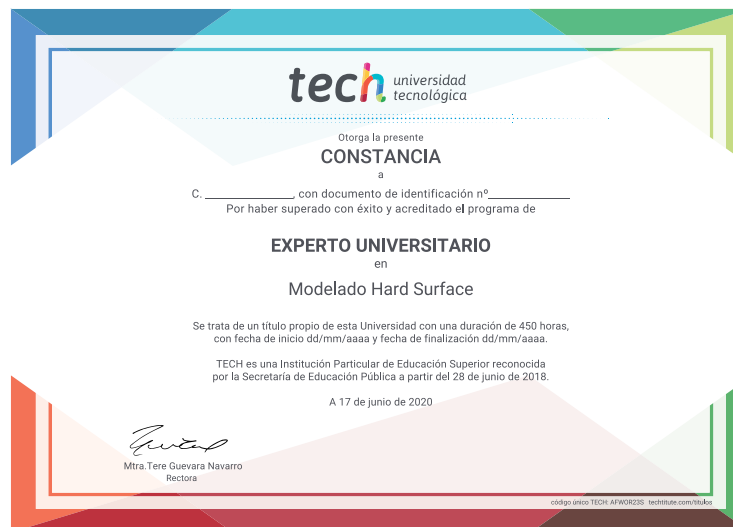 tech universidad
tecnológica
Otorga la presente
CONSTANCIA
a
C. ______________, con documento de identificación nº______________
Por haber superado con éxito y acreditado el programa de
EXPERTO UNIVERSITARIO
en
Modelado Hard Surface
Se trata de un título propio de esta Universidad con una duración de 450 horas,
con fecha de inicio dd/mm/aaaa y fecha de finalización dd/mm/aaaa.
TECH es una Institución Particular de Educación Superior reconocida
por la Secretaría de Educación Pública a partir del 28 de junio de 2018.
A 17 de junio de 2020
Mtra.Tere Guevara Navarro
Rectora
código único TECH: AFWOR23S techtitute.com/titulos